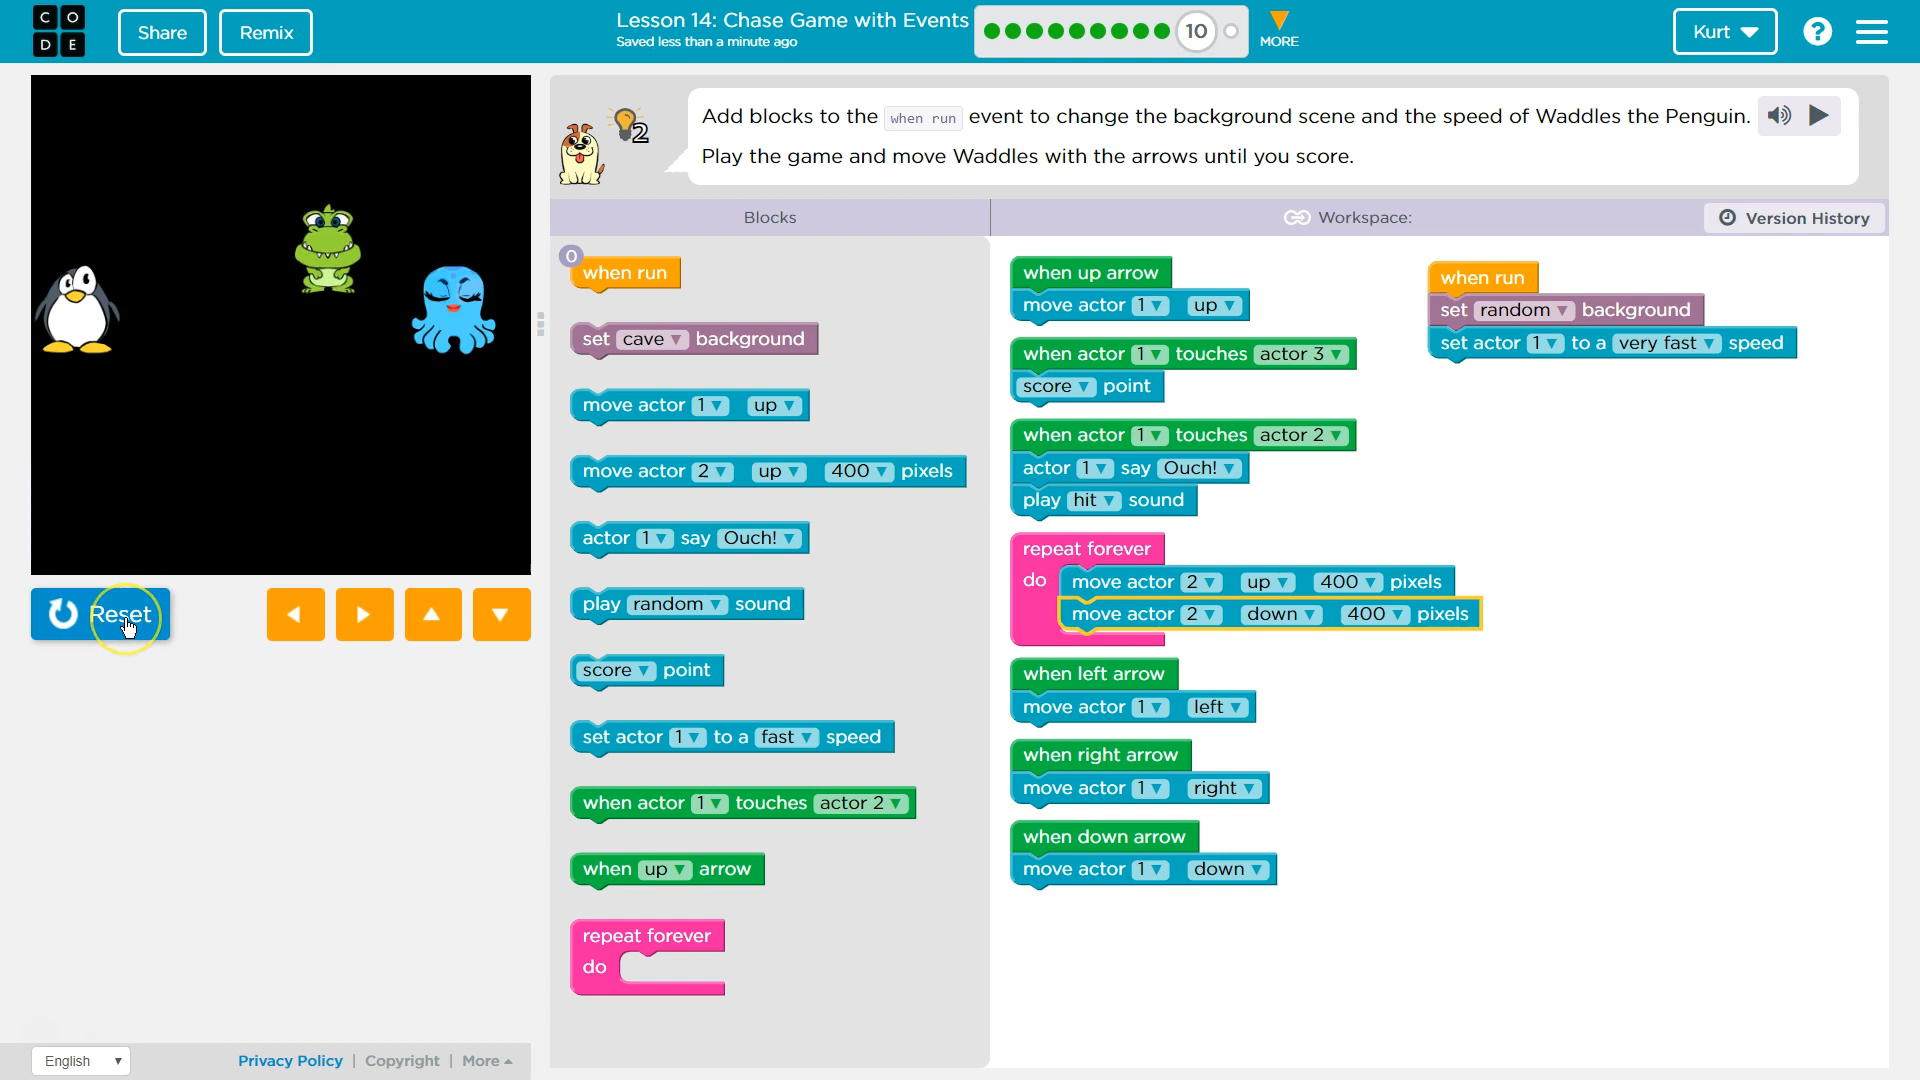 C O
D E
Share
Remix
Lesson 14: Chase Game with Events
Saved less than a minute ago
10
MORE
Kurt
?
2
Add blocks to the when run event to change the background scene and the speed of Waddles the Penguin.
Play the game and move Waddles with the arrows until you score.
Blocks
Workspace:
Version History
Reset
0
when run
set cave background
move actor 1 up
move actor 2 up 400 pixels
actor 1 say Ouch!
play random sound
score point
set actor 1 to a fast speed
when actor 1 touches actor 2
when up arrow
repeat forever
do
when up arrow
move actor 1 up
when actor 1 touches actor 3
score point
when actor 1 touches actor 2
actor 1 say Ouch!
play hit sound
repeat forever
do move actor 2 up 400 pixels
move actor 2 down 400 pixels
when left arrow
move actor 1 left
when right arrow
move actor 1 right
when down arrow
move actor 1 down
when run
set random background
set actor 1 to a very fast speed
English
Privacy Policy | Copyright | More